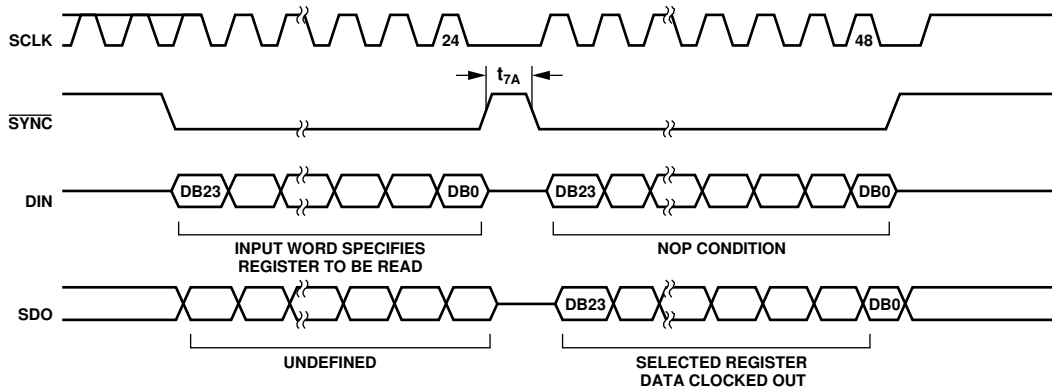 SCLK
24
48
t7A
SYNC
DIN
DB23
DB0
DB23
DB0
INPUT WORD SPECIFIES
REGISTER TO BE READ
NOP CONDITION
SDO
DB23
DB0
UNDEFINED
SELECTED REGISTER
DATA CLOCKED OUT